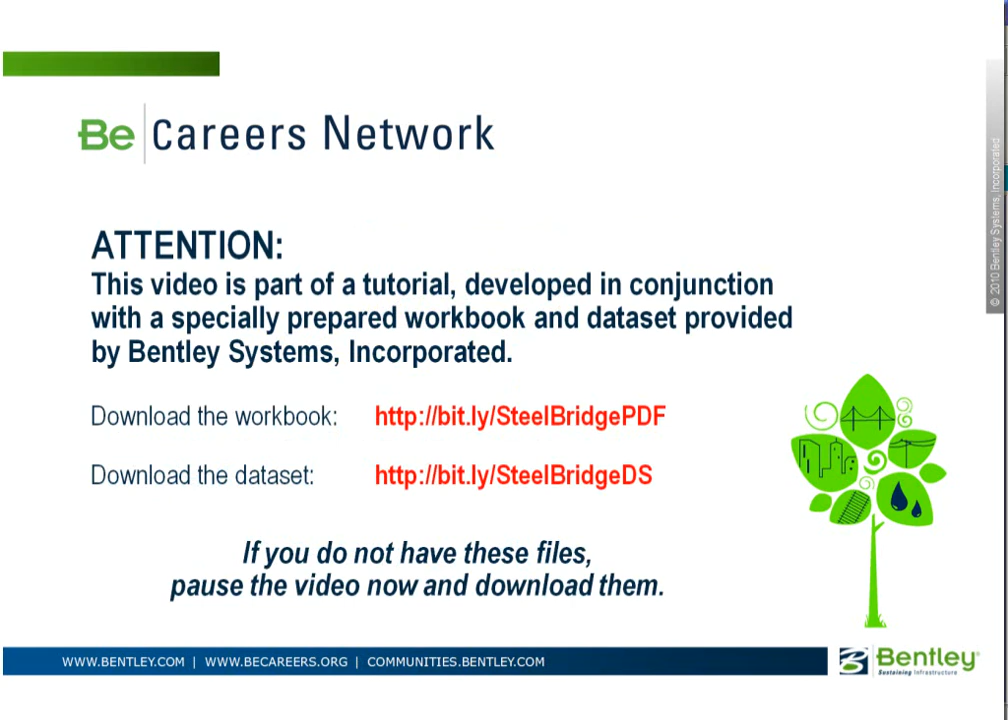 Be Careers Network
© 2010 Bentley Systems, Incorporated
ATTENTION:
This video is part of a tutorial, developed in conjunction
with a specially prepared workbook and dataset provided
by Bentley Systems, Incorporated.
Download the workbook: http://bit.ly/SteelBridgePDF
Download the dataset: http://bit.ly/SteelBridgeDS
If you do not have these files,
pause the video now and download them.
WWW.BENTLEY.COM | WWW.BECAREERS.ORG | COMMUNITIES.BENTLEY.COM
Bentley®
Sustaining Infrastructure